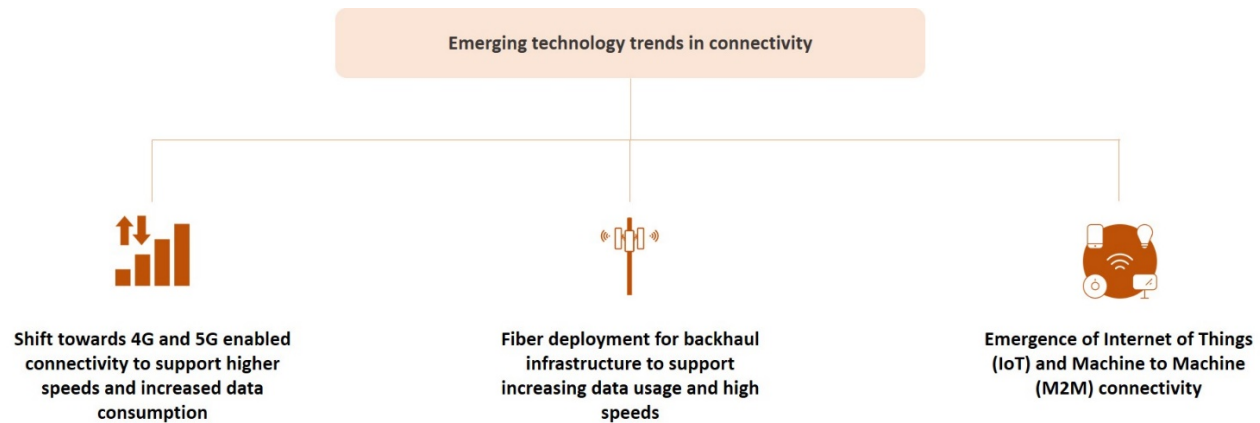 Emerging technology trends in connectivity
Shift towards 4G and 5G enabled
connectivity to support higher
speeds and increased data
consumption
Fiber deployment for backhaul
infrastructure to support
increasing data usage and high
speeds
Emergence of Internet of Things
(IoT) and Machine to Machine
(M2M) connectivity